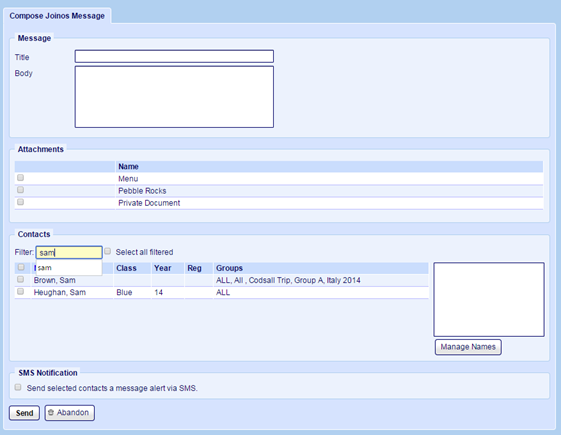 Compose Joinos Message
Message
Title
Body
Attachments
Name
Menu
Pebble Rocks
Private Document
Contacts
Filter: sam Select all filtered
sam Class Year Reg Groups
Brown, Sam ALL, All , Codsall Trip, Group A, Italy 2014
Heughan, Sam Blue 14 ALL
Manage Names
SMS Notification
Send selected contacts a message alert via SMS.
Send Abandon